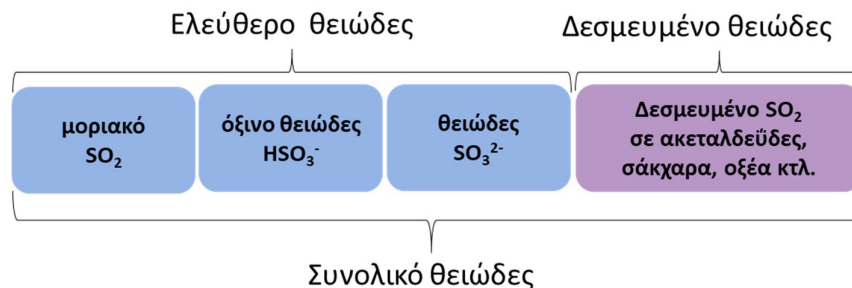 Ελεύθερο θειώδες
Δεσμευμένο θειώδες
μοριακό
SO₂
όξινο θειώδες
HSO₃⁻
θειώδες
SO₃²⁻
Δεσμευμένο SO₂
σε ακεταλδεΰδες,
σάκχαρα, οξέα κτλ.
Συνολικό θειώδες